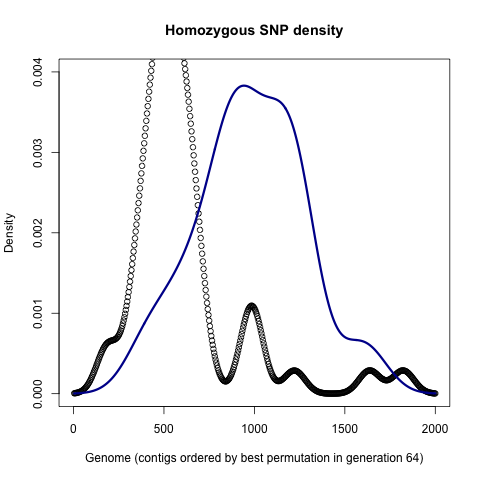 Homozygous SNP density
Density
0.004
0.003
0.002
0.001
0.000
0 500 1000 1500 2000
Genome (contigs ordered by best permutation in generation 64)